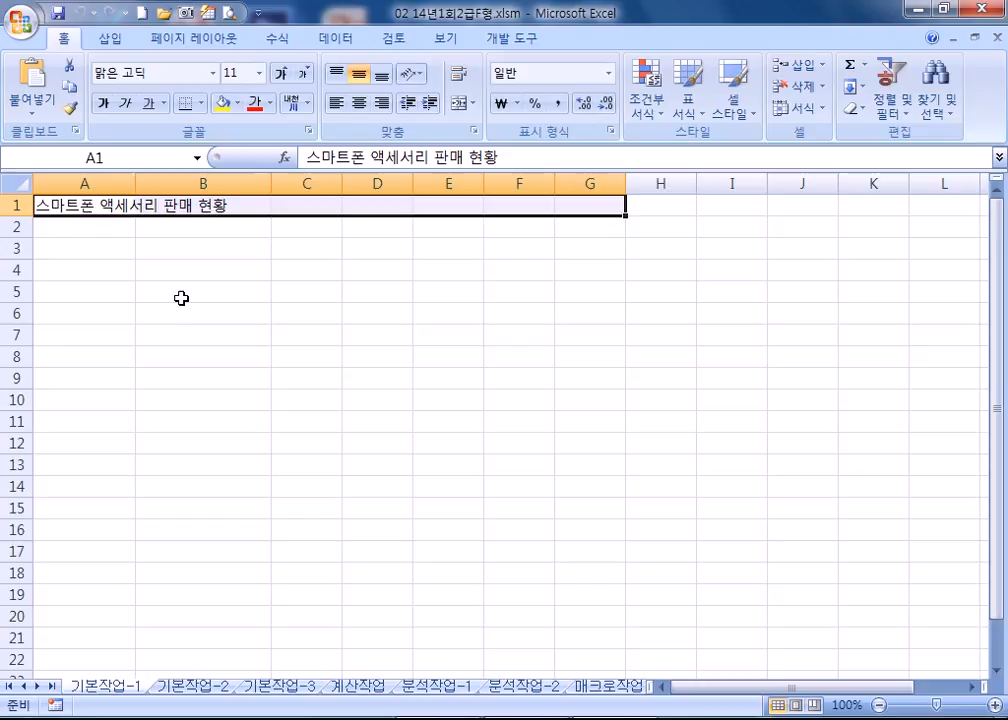 02 14년1회2급F형.xlsm - Microsoft Excel
홈 삽입 페이지 레이아웃 수식 데이터 검토 보기 개발 도구
붙여넣기 맑은 고딕 11 가 가 가 일반 조건부 서식 표 서식 셀 스타일 삽입 삭제 서식 정렬 및 필터 찾기 및 선택
클립보드 글꼴 맞춤 표시 형식 스타일 셀 편집
A1 fx 스마트폰 액세서리 판매 현황
A B C D E F G H I J K L
1 스마트폰 액세서리 판매 현황
2
3
4
5
6
7
8
9
10
11
12
13
14
15
16
17
18
19
20
21
22
기본작업-1 기본작업-2 기본작업-3 계산작업 분석작업-1 분석작업-2 매크로작업
준비 100%